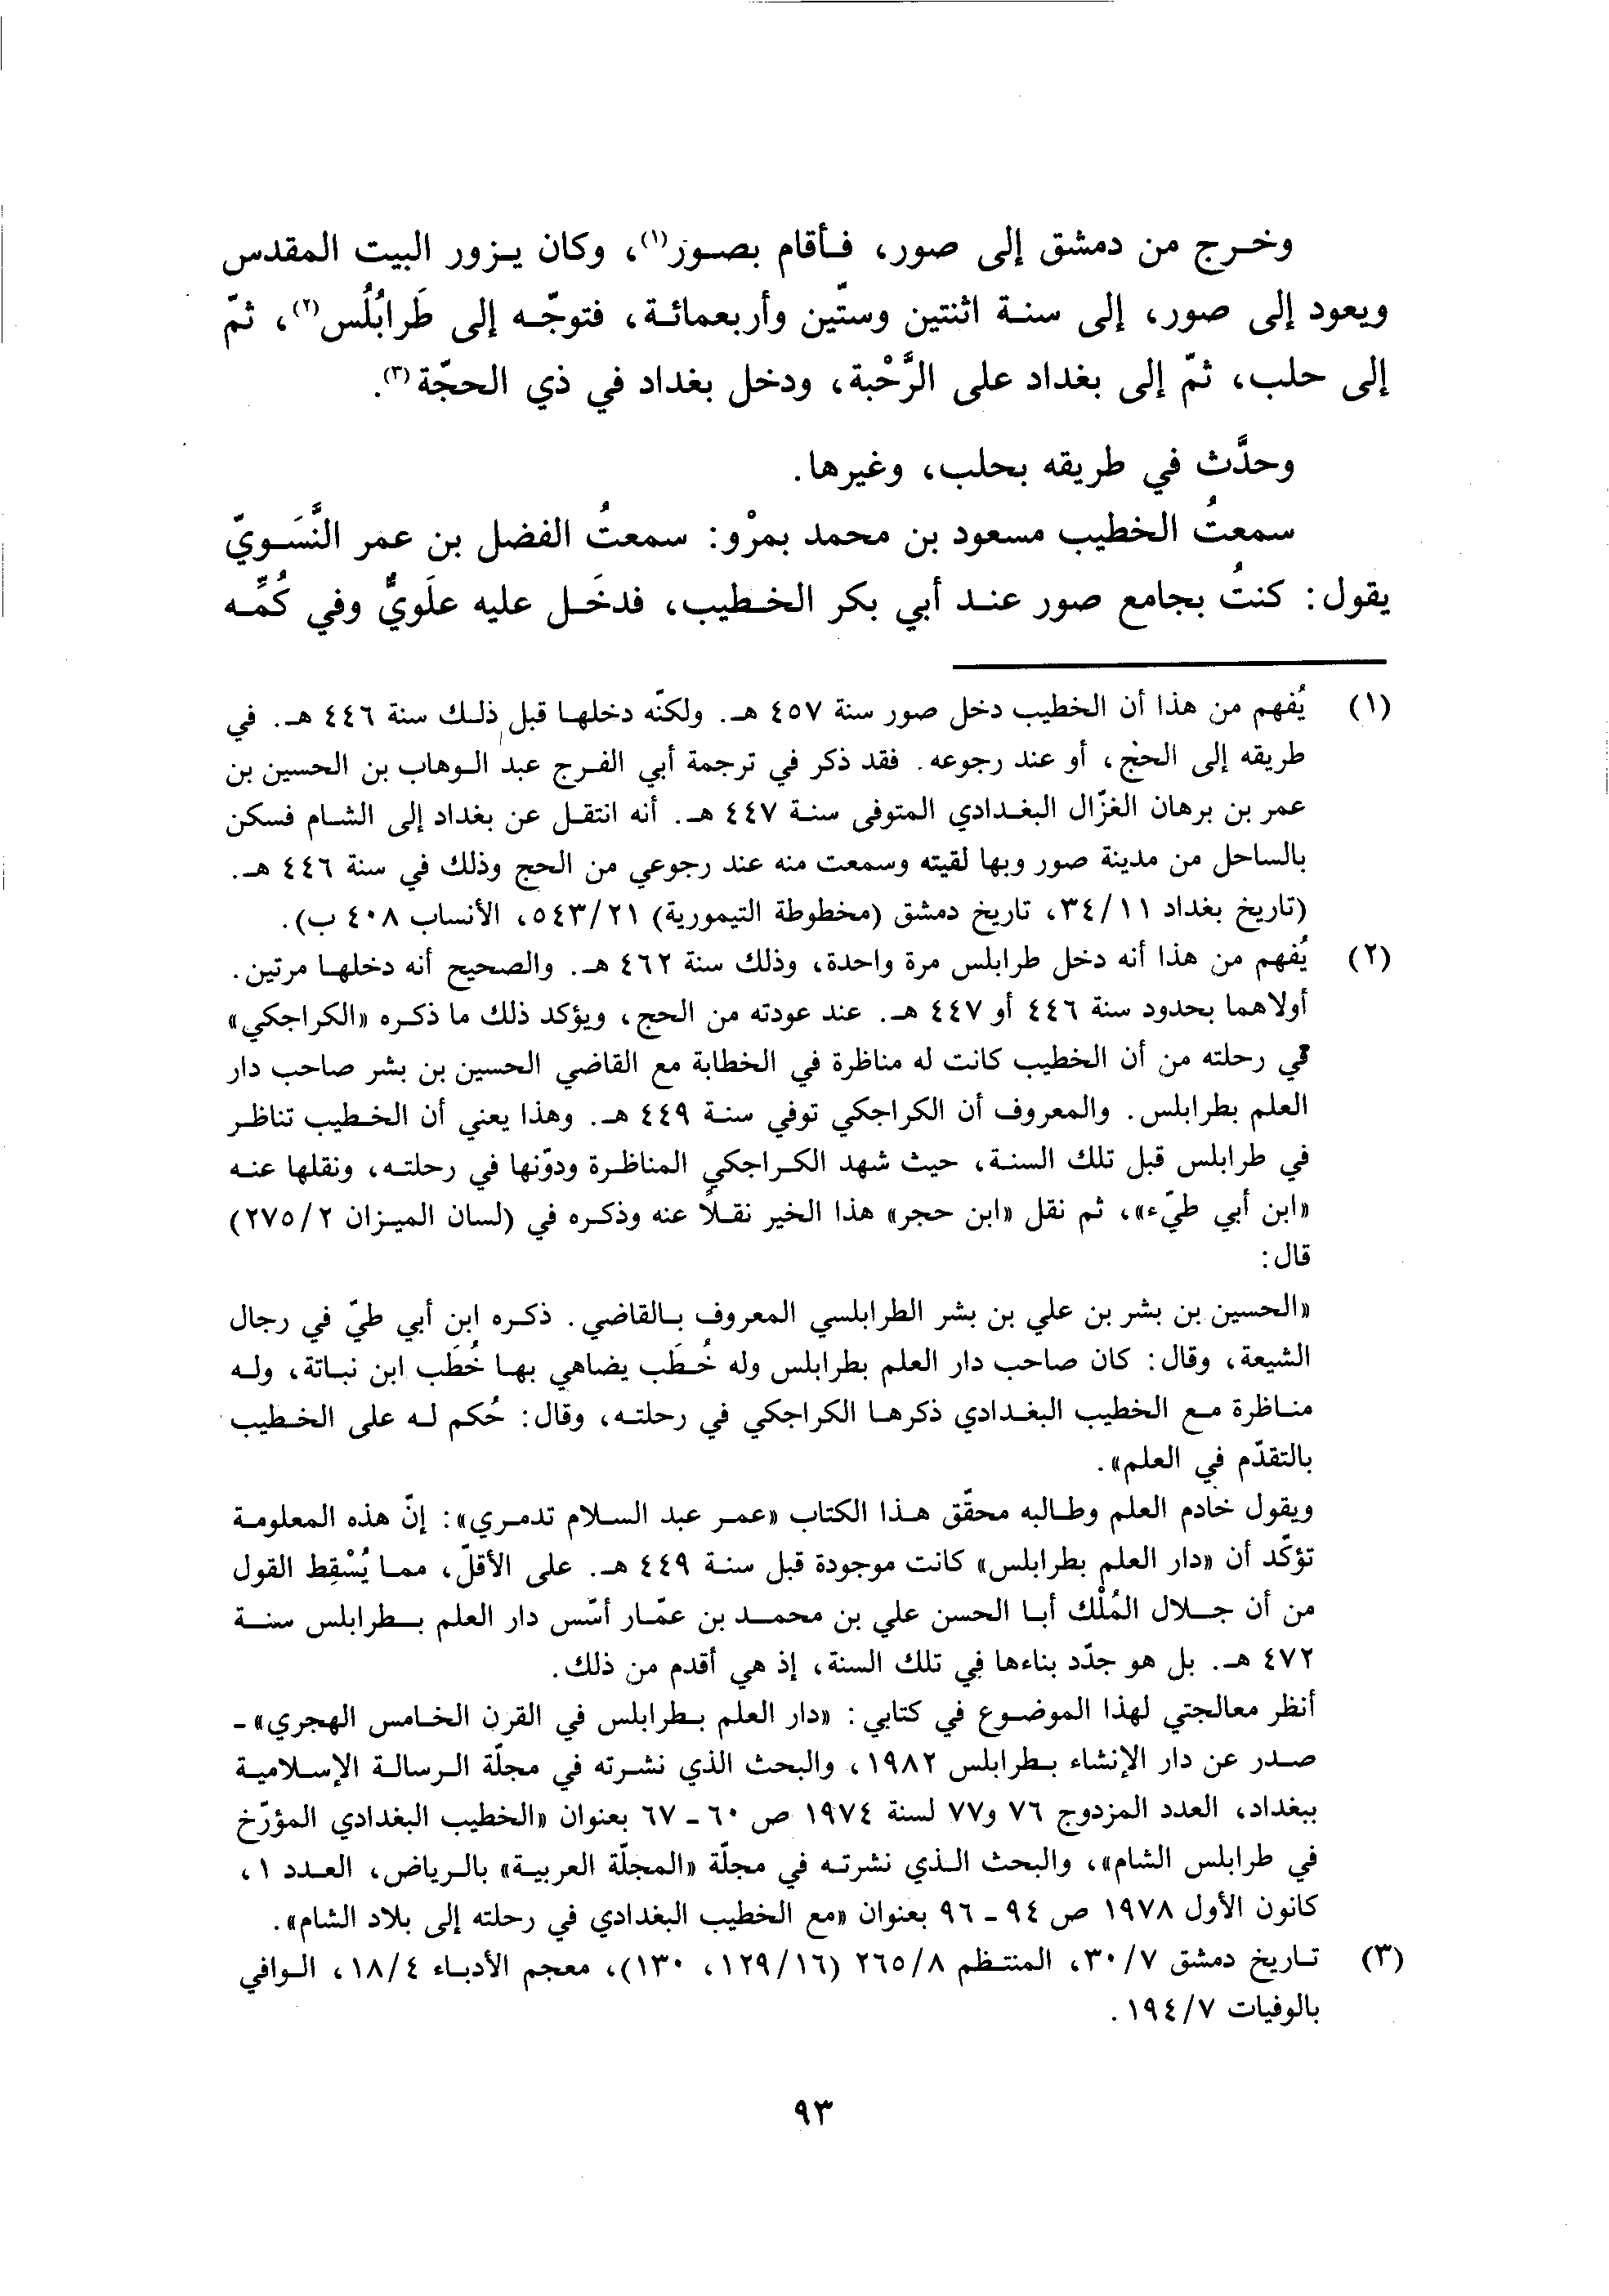 وخرج من دمشق إلى صور، فأقام بصور(١)، وكان يزور البيت المقدس
ويعود إلى صور، إلى سنة اثنتين وستّين وأربعمائة، فتوجّه إلى طَرابُلُس(٢)، ثمّ
إلى حلب، ثمّ إلى بغداد على الرَّحْبة، ودخل بغداد في ذي الحجّة(٣).
وحدَّث في طريقه بحلب، وغيرها.
سمعتُ الخطيب مسعود بن محمد بمرْو: سمعتُ الفضل بن عمر النَّسَويّ
يقول: كنتُ بجامع صور عند أبي بكر الخطيب، فدخَل عليه علَويٌّ وفي كُمِّه
(١) يُفهم من هذا أن الخطيب دخل صور سنة ٤٥٧ هـ. ولكنّه دخلها قبل ذلك سنة ٤٤٦ هـ. في
طريقه إلى الحج، أو عند رجوعه. فقد ذكر في ترجمة أبي الفرج عبد الوهاب بن الحسين بن
عمر بن برهان الغزّال البغدادي المتوفى سنة ٤٤٧ هـ. أنه انتقل عن بغداد إلى الشام فسكن
بالساحل من مدينة صور وبها لقيته وسمعت منه عند رجوعي من الحج وذلك في سنة ٤٤٦ هـ.
(تاريخ بغداد ٣٤/١١، تاريخ دمشق (مخطوطة التيمورية) ٥٤٣/٢١، الأنساب ٤٠٨ ب).
(٢) يُفهم من هذا أنه دخل طرابلس مرة واحدة، وذلك سنة ٤٦٢ هـ. والصحيح أنه دخلها مرتين.
أولاهما بحدود سنة ٤٤٦ أو ٤٤٧ هـ. عند عودته من الحج، ويؤكد ذلك ما ذكره «الكراجكي»
في رحلته من أن الخطيب كانت له مناظرة في الخطابة مع القاضي الحسين بن بشر صاحب دار
العلم بطرابلس. والمعروف أن الكراجكي توفي سنة ٤٤٩ هـ. وهذا يعني أن الخطيب تناظر
في طرابلس قبل تلك السنة، حيث شهد الكراجكي المناظرة ودوّنها في رحلته، ونقلها عنه
«ابن أبي طيّء»، ثم نقل «ابن حجر» هذا الخبر نقلاً عنه وذكره في (لسان الميزان ٢٧٥/٢)
قال:
«الحسين بن بشر بن علي بن بشر الطرابلسي المعروف بالقاضي. ذكره ابن أبي طيّ في رجال
الشيعة، وقال: كان صاحب دار العلم بطرابلس وله خُطَب يضاهي بها خُطَب ابن نباتة، وله
مناظرة مع الخطيب البغدادي ذكرها الكراجكي في رحلته، وقال: حُكم له على الخطيب
بالتقدّم في العلم».
ويقول خادم العلم وطالبه محقّق هذا الكتاب «عمر عبد السلام تدمري»: إنّ هذه المعلومة
تؤكّد أن «دار العلم بطرابلس» كانت موجودة قبل سنة ٤٤٩ هـ. على الأقلّ، مما يُسْقِط القول
من أن جلال المُلْك أبا الحسن علي بن محمد بن عمّار أسّس دار العلم بطرابلس سنة
٤٧٢ هـ. بل هو جدّد بناءها في تلك السنة، إذ هي أقدم من ذلك.
أنظر معالجتي لهذا الموضوع في كتابي: «دار العلم بطرابلس في القرن الخامس الهجري» -
صدر عن دار الإنشاء بطرابلس ١٩٨٢، والبحث الذي نشرته في مجلّة الرسالة الإسلامية
ببغداد، العدد المزدوج ٧٦ و٧٧ لسنة ١٩٧٤ ص ٦٠ - ٦٧ بعنوان «الخطيب البغدادي المؤرّخ
في طرابلس الشام»، والبحث الذي نشرته في مجلّة «المجلّة العربية» بالرياض، العدد ١،
كانون الأول ١٩٧٨ ص ٩٤ - ٩٦ بعنوان «مع الخطيب البغدادي في رحلته إلى بلاد الشام».
(٣) تاريخ دمشق ٣٠/٧، المنتظم ٢٦٥/٨ (١٢٩/١٦، ١٣٠)، معجم الأدباء ١٨/٤، الوافي
بالوفيات ١٩٤/٧.
٩٣